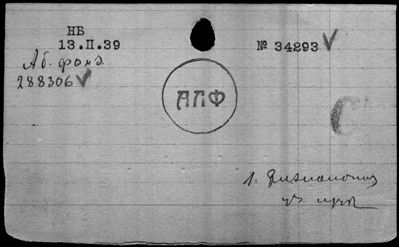 НБ
13.II.39
№ 34293
Аб. фонд
288306
АЛФ